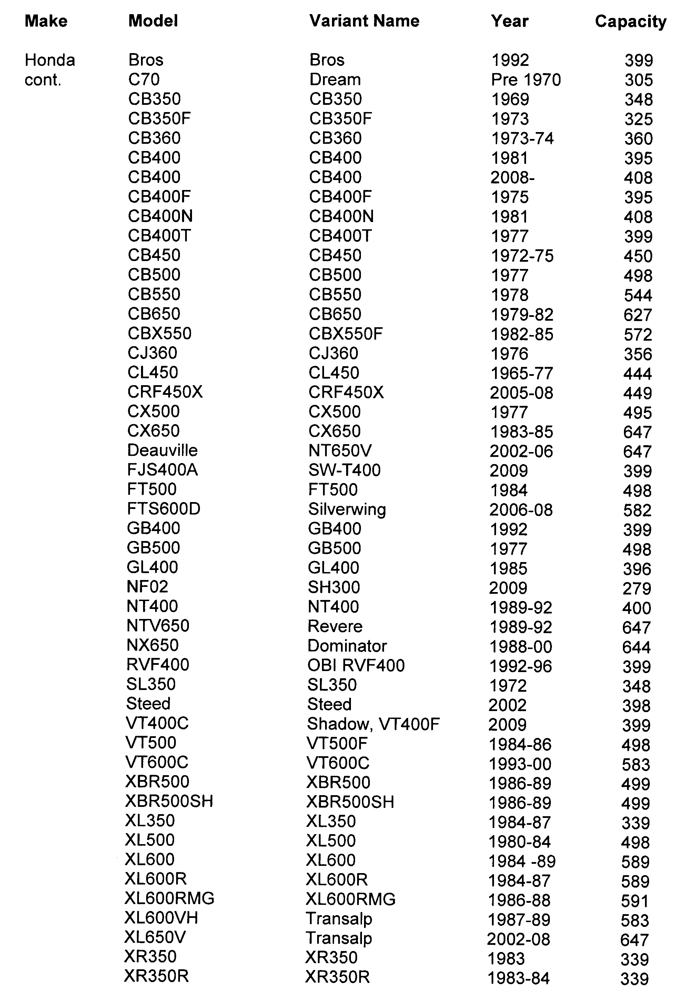 Make Model Variant Name Year Capacity
Honda Bros Bros 1992 399
cont. C70 Dream Pre 1970 305
CB350 CB350 1969 348
CB350F CB350F 1973 325
CB360 CB360 1973-74 360
CB400 CB400 1981 395
CB400 CB400 2008- 408
CB400F CB400F 1975 395
CB400N CB400N 1981 408
CB400T CB400T 1977 399
CB450 CB450 1972-75 450
CB500 CB500 1977 498
CB550 CB550 1978 544
CB650 CB650 1979-82 627
CBX550 CBX550F 1982-85 572
CJ360 CJ360 1976 356
CL450 CL450 1965-77 444
CRF450X CRF450X 2005-08 449
CX500 CX500 1977 495
CX650 CX650 1983-85 647
Deauville NT650V 2002-06 647
FJS400A SW-T400 2009 399
FT500 FT500 1984 498
FTS600D Silverwing 2006-08 582
GB400 GB400 1992 399
GB500 GB500 1977 498
GL400 GL400 1985 396
NF02 SH300 2009 279
NT400 NT400 1989-92 400
NTV650 Revere 1989-92 647
NX650 Dominator 1988-00 644
RVF400 OBI RVF400 1992-96 399
SL350 SL350 1972 348
Steed Steed 2002 398
VT400C Shadow, VT400F 2009 399
VT500 VT500F 1984-86 498
VT600C VT600C 1993-00 583
XBR500 XBR500 1986-89 499
XBR500SH XBR500SH 1986-89 499
XL350 XL350 1984-87 339
XL500 XL500 1980-84 498
XL600 XL600 1984 -89 589
XL600R XL600R 1984-87 589
XL600RMG XL600RMG 1986-88 591
XL600VH Transalp 1987-89 583
XL650V Transalp 2002-08 647
XR350 XR350 1983 339
XR350R XR350R 1983-84 339